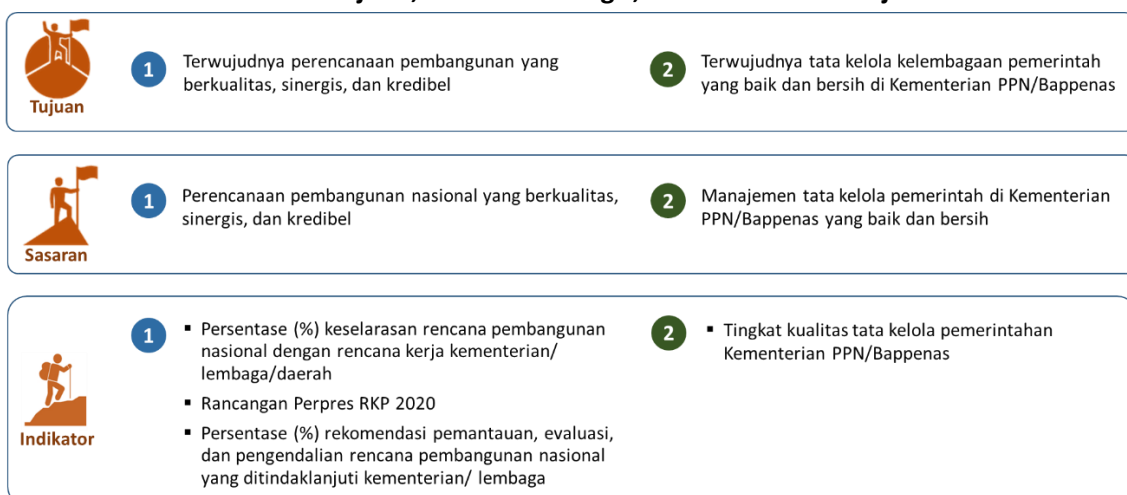 Tujuan
1
Terwujudnya perencanaan pembangunan yang
berkualitas, sinergis, dan kredibel
2
Terwujudnya tata kelola kelembagaan pemerintah
yang baik dan bersih di Kementerian PPN/Bappenas
Sasaran
1
Perencanaan pembangunan nasional yang berkualitas,
sinergis, dan kredibel
2
Manajemen tata kelola pemerintah di Kementerian
PPN/Bappenas yang baik dan bersih
Indikator
1
▪ Persentase (%) keselarasan rencana pembangunan
nasional dengan rencana kerja kementerian/
lembaga/daerah
▪ Rancangan Perpres RKP 2020
▪ Persentase (%) rekomendasi pemantauan, evaluasi,
dan pengendalian rencana pembangunan nasional
yang ditindaklanjuti kementerian/ lembaga
2
▪ Tingkat kualitas tata kelola pemerintahan
Kementerian PPN/Bappenas